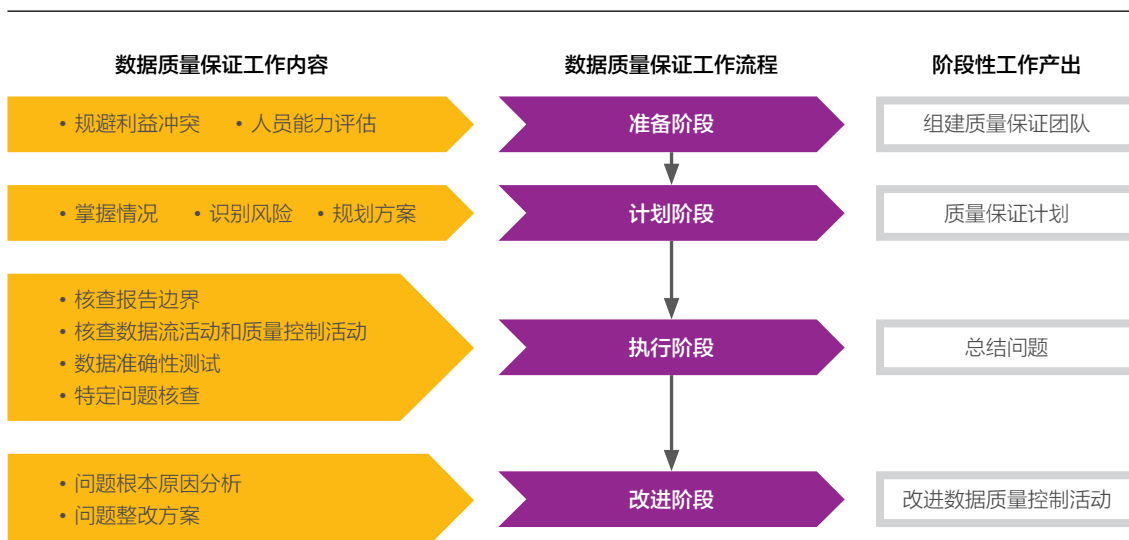 数据质量保证工作内容 数据质量保证工作流程 阶段性工作产出
• 规避利益冲突 • 人员能力评估 准备阶段 组建质量保证团队
• 掌握情况 • 识别风险 • 规划方案 计划阶段 质量保证计划
• 核查报告边界
• 核查数据流活动和质量控制活动
• 数据准确性测试
• 特定问题核查
执行阶段 总结问题
• 问题根本原因分析
• 问题整改方案
改进阶段 改进数据质量控制活动